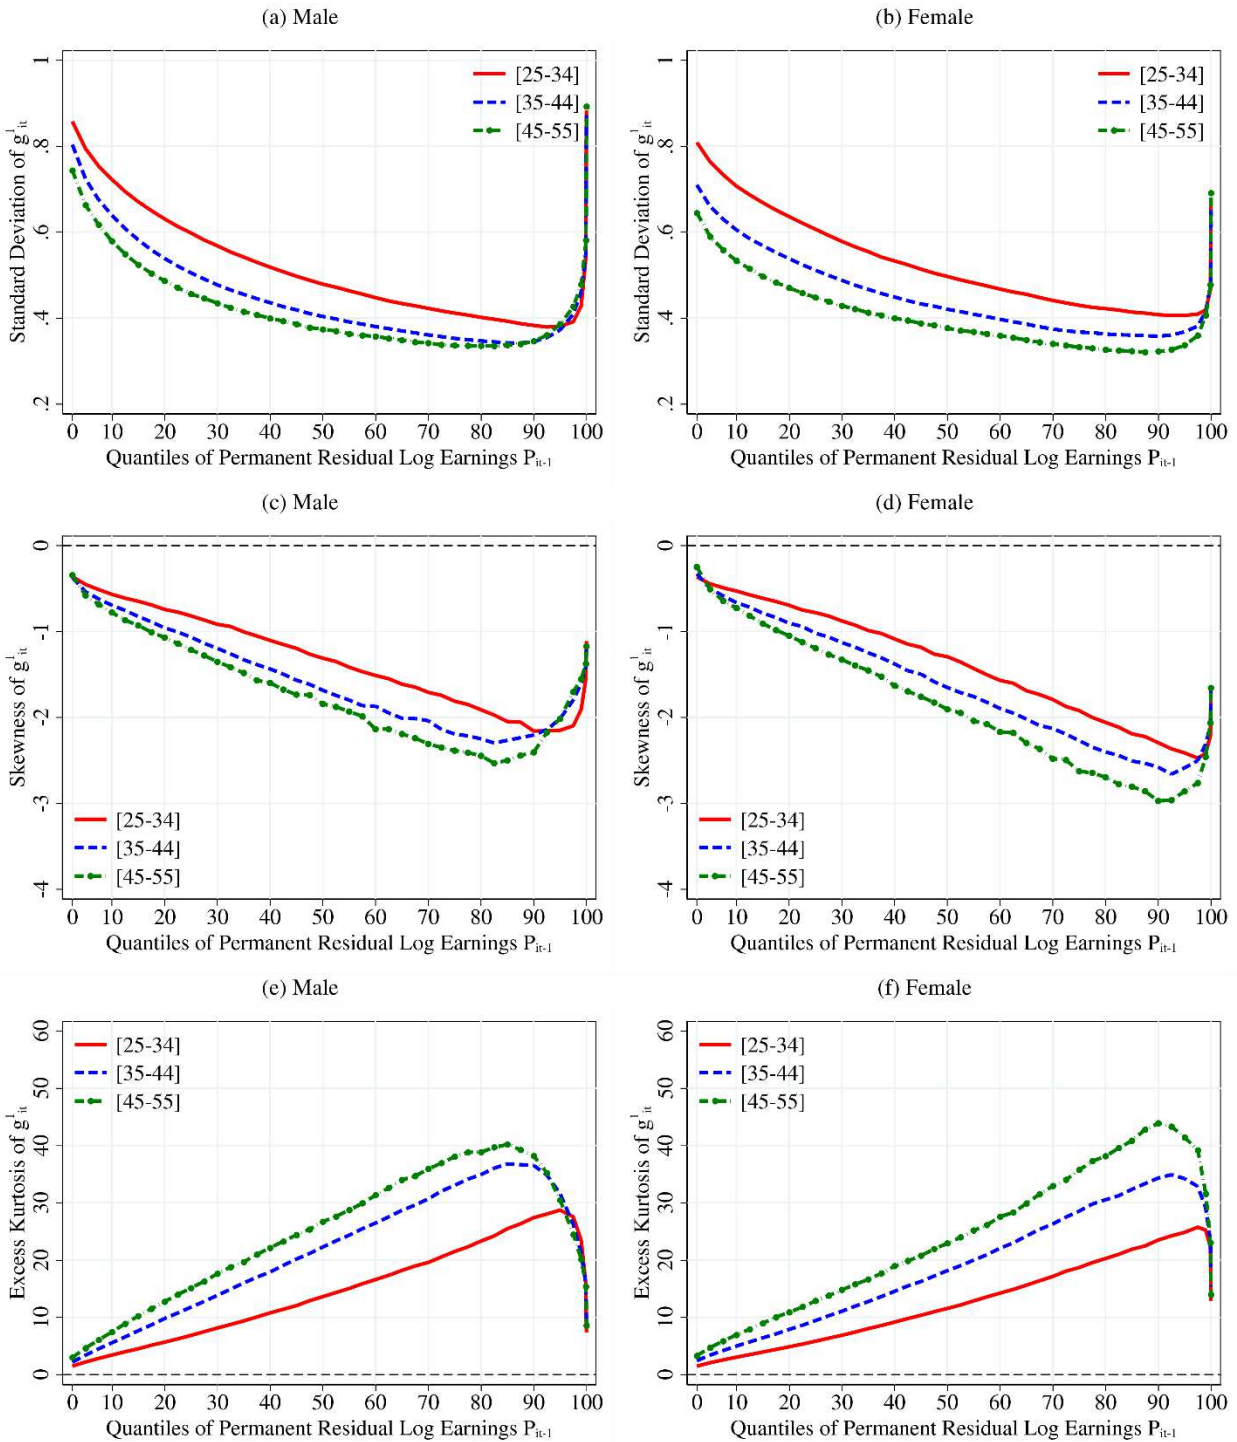 (a) Male
Standard Deviation of g¹ᵢₜ
1
.8
.6
.4
.2
[25-34]
[35-44]
[45-55]
0 10 20 30 40 50 60 70 80 90 100
Quantiles of Permanent Residual Log Earnings Pᵢₜ₋₁
(b) Female
Standard Deviation of g¹ᵢₜ
1
.8
.6
.4
.2
[25-34]
[35-44]
[45-55]
0 10 20 30 40 50 60 70 80 90 100
Quantiles of Permanent Residual Log Earnings Pᵢₜ₋₁
(c) Male
Skewness of g¹ᵢₜ
0
-1
-2
-3
-4
[25-34]
[35-44]
[45-55]
0 10 20 30 40 50 60 70 80 90 100
Quantiles of Permanent Residual Log Earnings Pᵢₜ₋₁
(d) Female
Skewness of g¹ᵢₜ
0
-1
-2
-3
-4
[25-34]
[35-44]
[45-55]
0 10 20 30 40 50 60 70 80 90 100
Quantiles of Permanent Residual Log Earnings Pᵢₜ₋₁
(e) Male
Excess Kurtosis of g¹ᵢₜ
60
50
40
30
20
10
0
[25-34]
[35-44]
[45-55]
0 10 20 30 40 50 60 70 80 90 100
Quantiles of Permanent Residual Log Earnings Pᵢₜ₋₁
(f) Female
Excess Kurtosis of g¹ᵢₜ
60
50
40
30
20
10
0
[25-34]
[35-44]
[45-55]
0 10 20 30 40 50 60 70 80 90 100
Quantiles of Permanent Residual Log Earnings Pᵢₜ₋₁